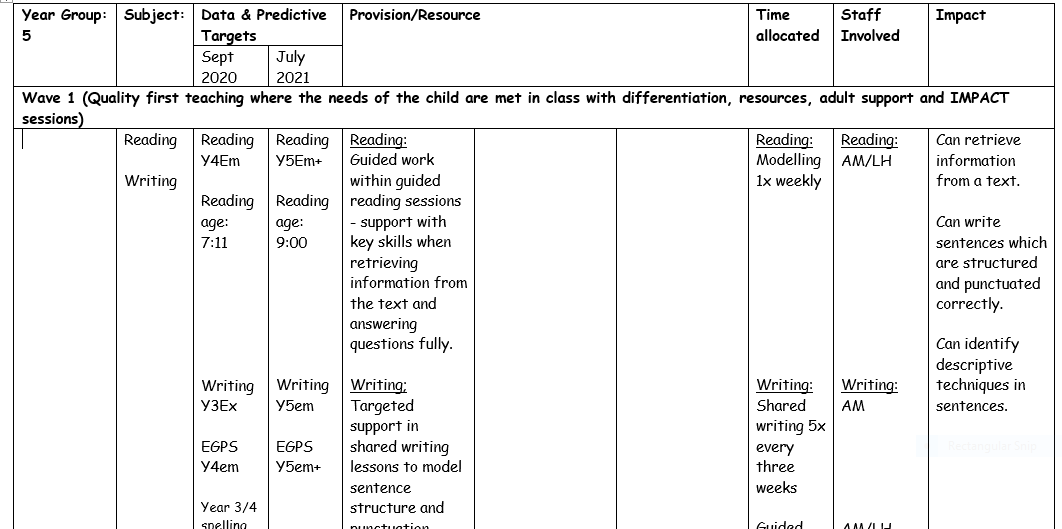 Year Group: 5
Subject:
Data & Predictive Targets
Sept 2020
July 2021
Provision/Resource
Time allocated
Staff Involved
Impact
Wave 1 (Quality first teaching where the needs of the child are met in class with differentiation, resources, adult support and IMPACT
sessions)
Reading
Writing
Reading
Y4Em
Reading
age:
7:11
Writing
Y3Ex
EGPS
Y4em
Year 3/4
spelling
Reading
Y5Em+
Reading
age:
9:00
Writing
Y5em
EGPS
Y5em+
Reading:
Guided work
within guided
reading sessions
- support with
key skills when
retrieving
information from
the text and
answering
questions fully.
Writing;
Targeted
support in
shared writing
lessons to model
sentence
structure and
punctuation
Reading:
Modelling
1x weekly
Writing:
Shared
writing 5x
every
three
weeks
Guided
Reading:
AM/LH
Writing:
AM
AM/LH
Can retrieve
information
from a text.
Can write
sentences which
are structured
and punctuated
correctly.
Can identify
descriptive
techniques in
sentences.
Rectangular Snip